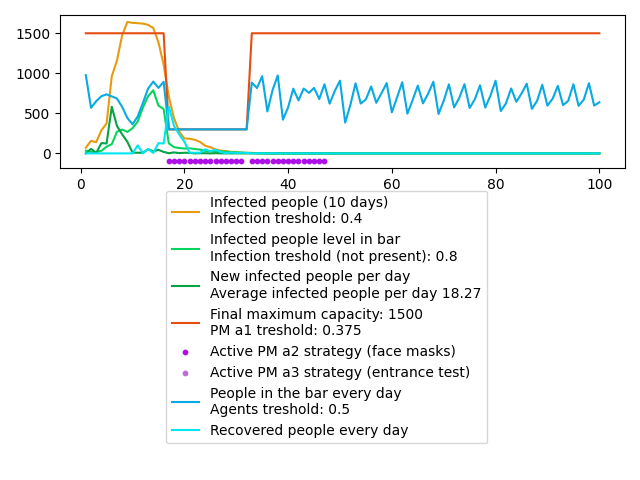 1500
1000
500
0
0 20 40 60 80 100
Infected people (10 days)
Infection treshold: 0.4
Infected people level in bar
Infection treshold (not present): 0.8
New infected people per day
Average infected people per day 18.27
Final maximum capacity: 1500
PM a1 treshold: 0.375
Active PM a2 strategy (face masks)
Active PM a3 strategy (entrance test)
People in the bar every day
Agents treshold: 0.5
Recovered people every day